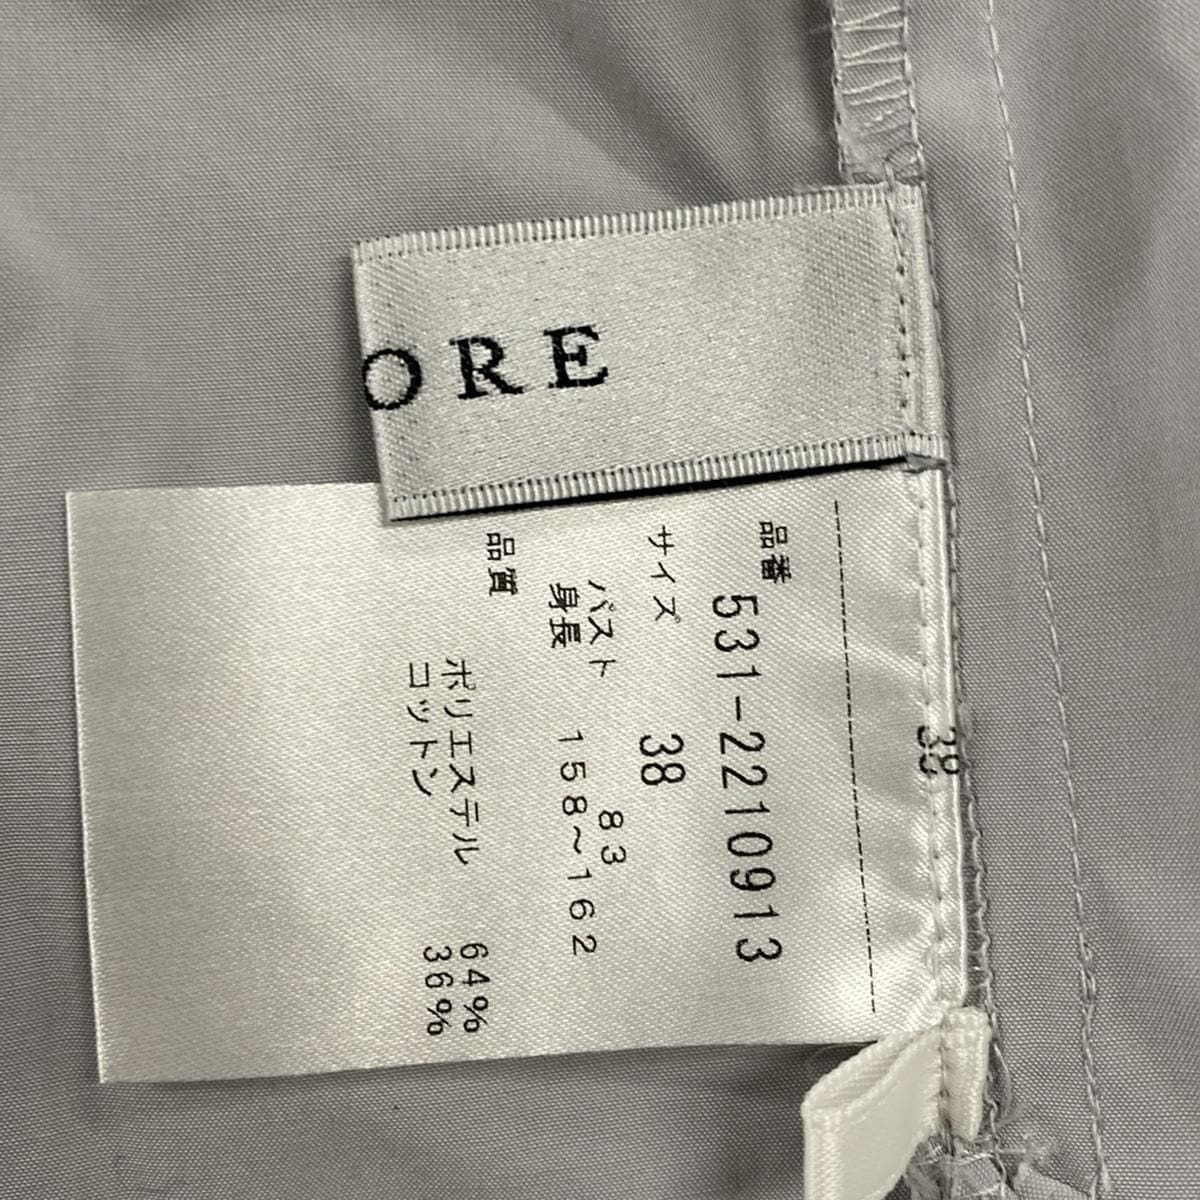 ORE
品番
531-2210913
サイズ 38
バスト 83
身長 158~162
品質
ポリエステル 64%
コットン 36%
38